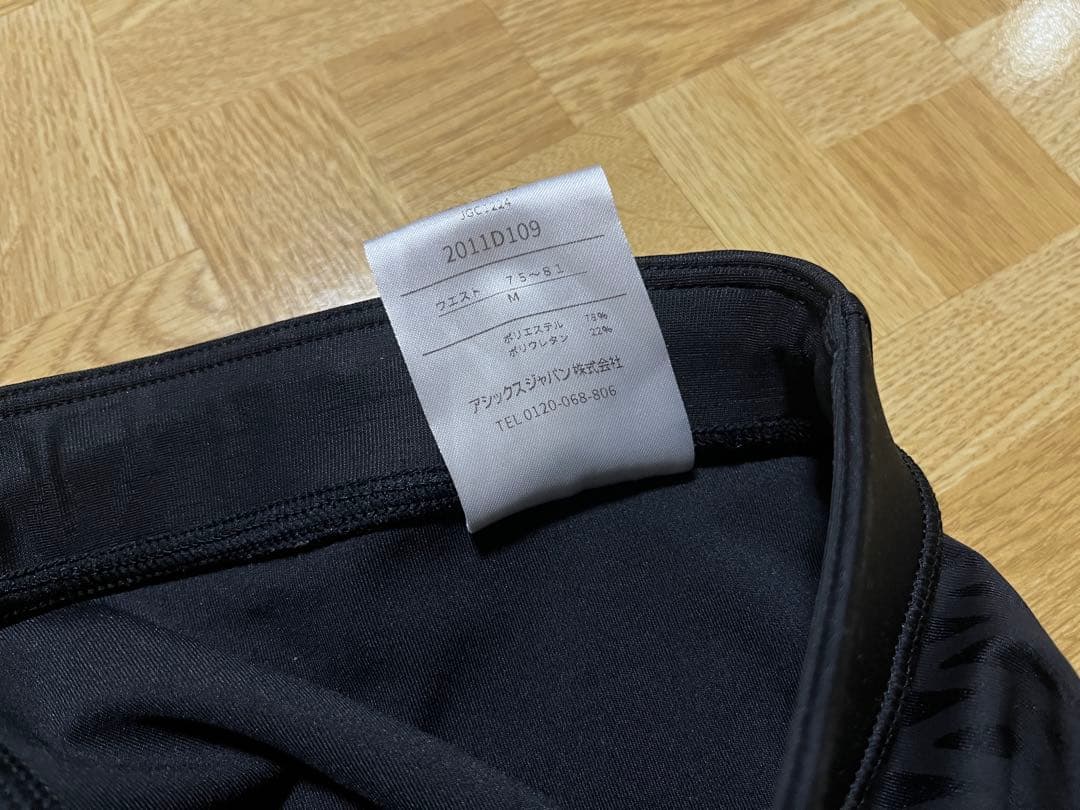 JGC1224
2011D109
ウエスト 75〜81
M
ポリエステル 78%
ポリウレタン 22%
アシックスジャパン株式会社
TEL 0120-068-806